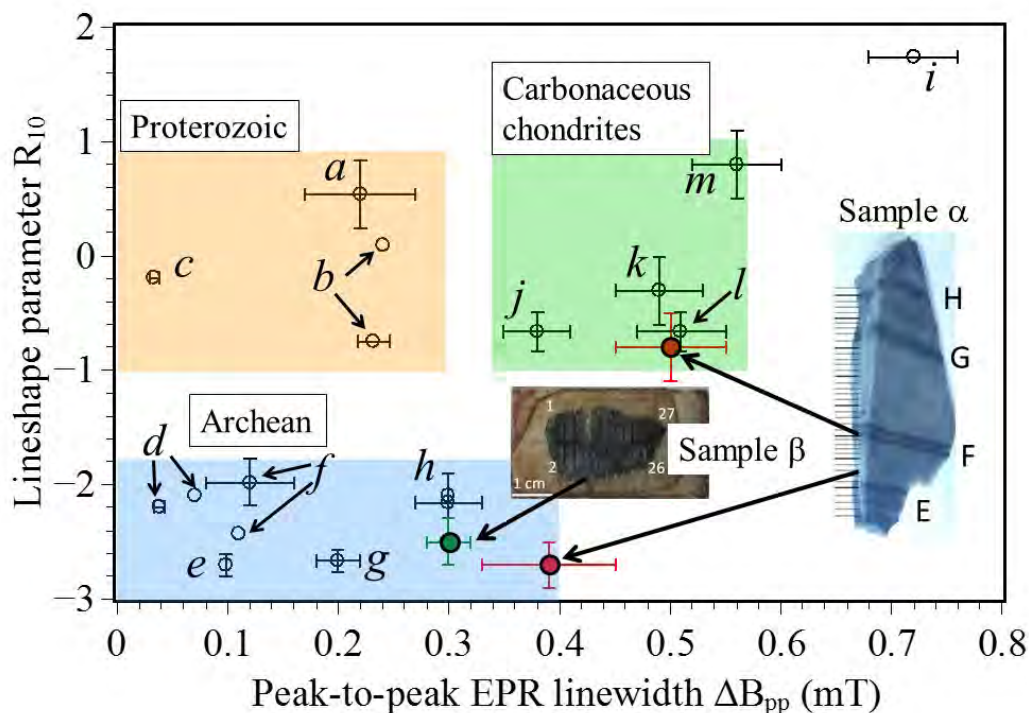 Lineshape parameter R₁₀
2
1
0
−1
−2
−3
Proterozoic
a
b
c
Carbonaceous
chondrites
i
m
k
l
j
Sample α
H
G
F
E
Archean
d
f
e
g
h
1
27
2
26
1 cm
Sample β
0
0.1
0.2
0.3
0.4
0.5
0.6
0.7
0.8
Peak-to-peak EPR linewidth ΔBpp (mT)